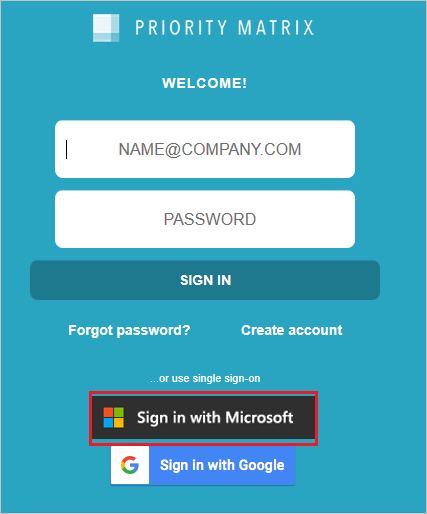 PRIORITY MATRIX
WELCOME!
NAME@COMPANY.COM
PASSWORD
SIGN IN
Forgot password? Create account
...or use single sign-on
Sign in with Microsoft
Sign in with Google